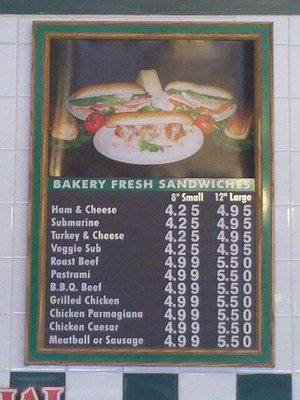 BAKERY FRESH SANDWICHES
8" Small 12" Large
Ham & Cheese 4.25 4.95
Submarine 4.25 4.95
Turkey & Cheese 4.25 4.95
Veggie Sub 4.25 4.95
Roast Beef 4.99 5.50
Pastrami 4.99 5.50
B.B.Q. Beef 4.99 5.50
Grilled Chicken 4.99 5.50
Chicken Parmagiana 4.99 5.50
Chicken Caesar 4.99 5.50
Meatball or Sausage 4.99 5.50